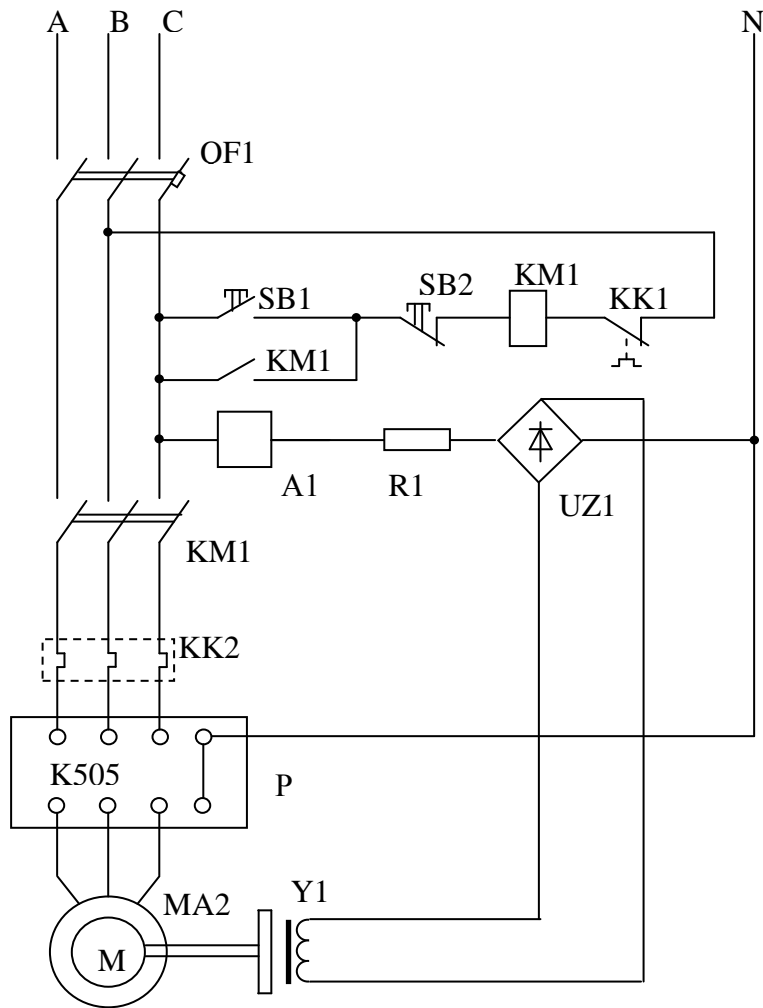 A B C N
OF1
SB1 SB2 KM1 KK1
KM1
A1 R1 UZ1
KM1
KK2
K505 P
MA2 Y1
M